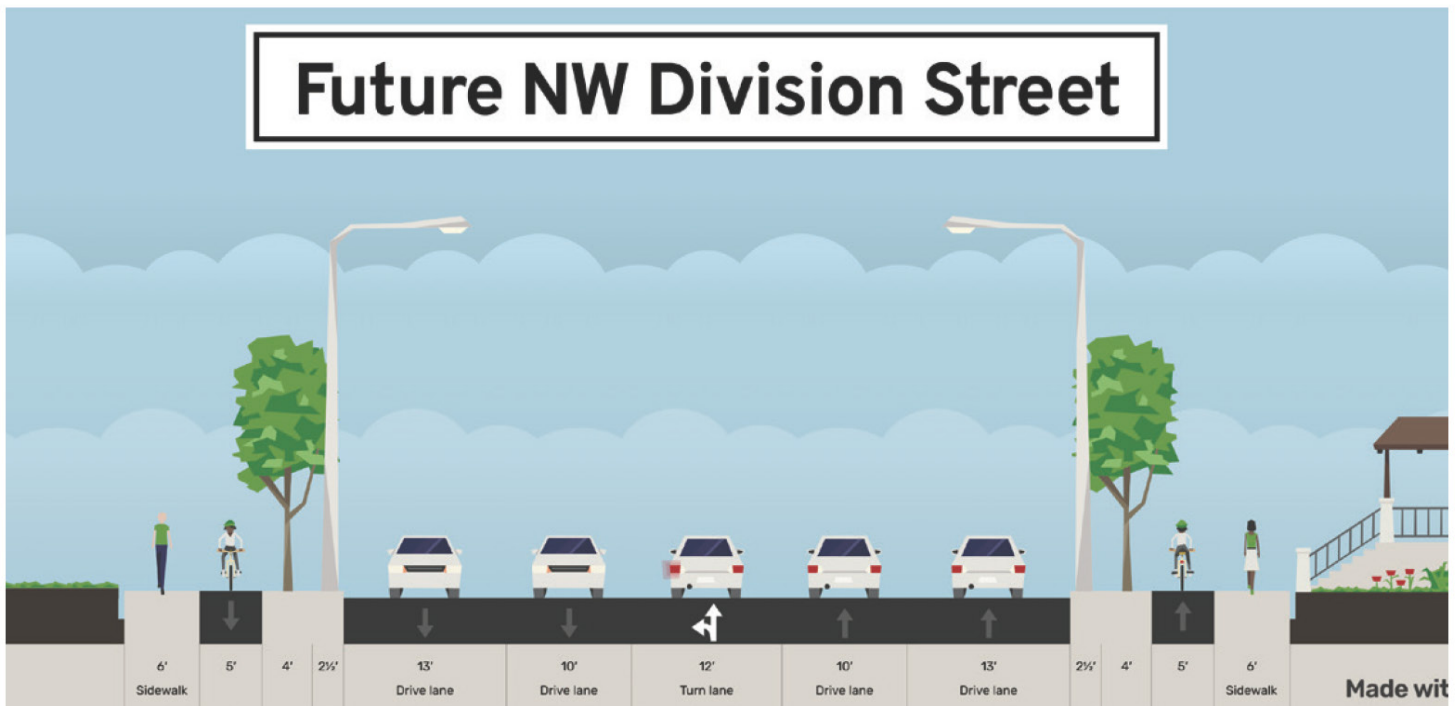 Future NW Division Street
6' 5' 4' 2½' 13' 10' 12' 10' 13' 2½' 4' 5' 6'
Sidewalk Drive lane Drive lane Turn lane Drive lane Drive lane Sidewalk
Made wit